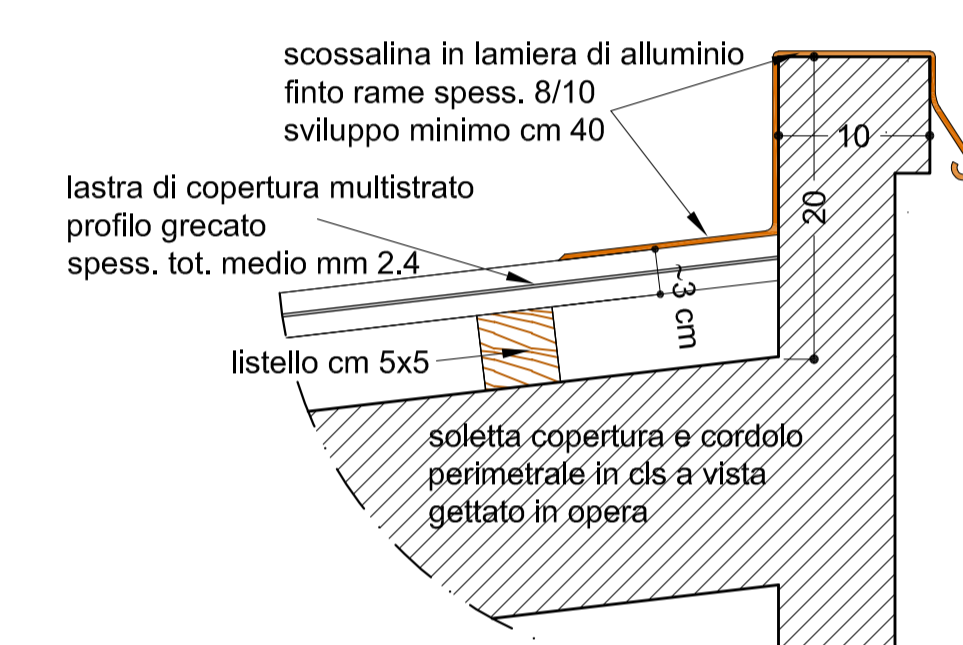 scossalina in lamiera di alluminio
finto rame spess. 8/10
sviluppo minimo cm 40
10
lastra di copertura multistrato
profilo grecato
spess. tot. medio mm 2.4
20
~3 cm
listello cm 5x5
soletta copertura e cordolo
perimetrale in cls a vista
gettato in opera